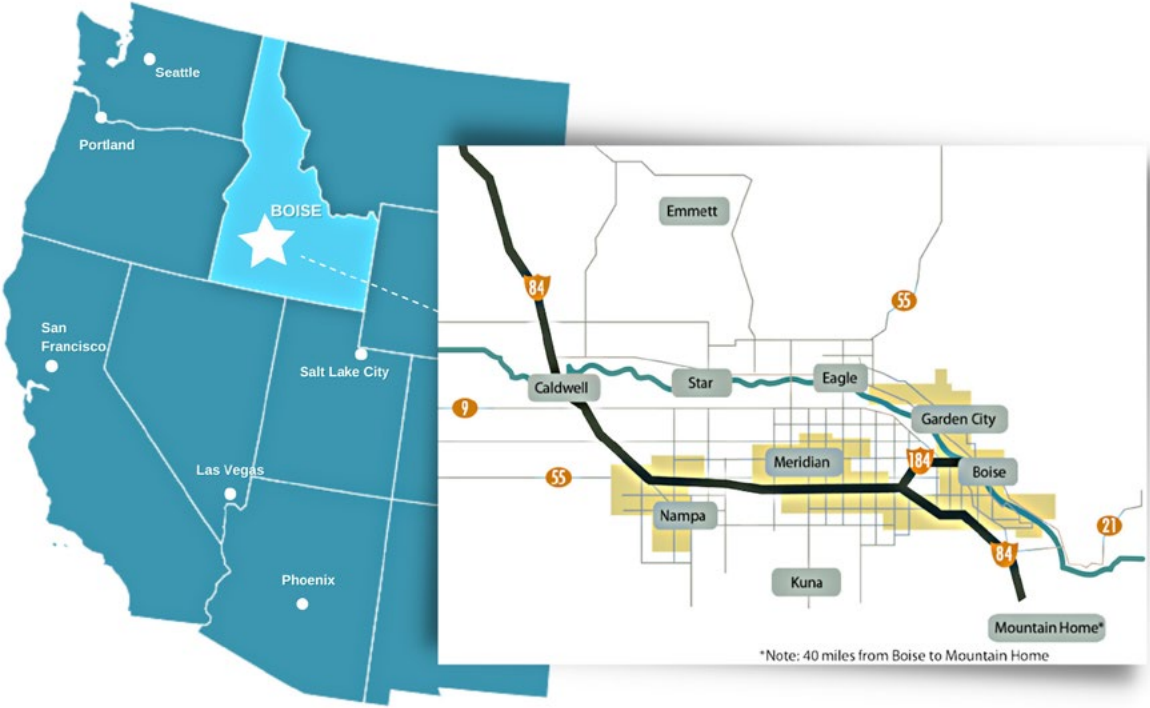 Seattle
Portland
BOISE
San
Francisco
Salt Lake City
Las Vegas
Phoenix
Emmett
84
55
Caldwell
Star
Eagle
9
Garden City
55
Meridian
184
Boise
Nampa
21
84
Kuna
Mountain Home*
*Note: 40 miles from Boise to Mountain Home